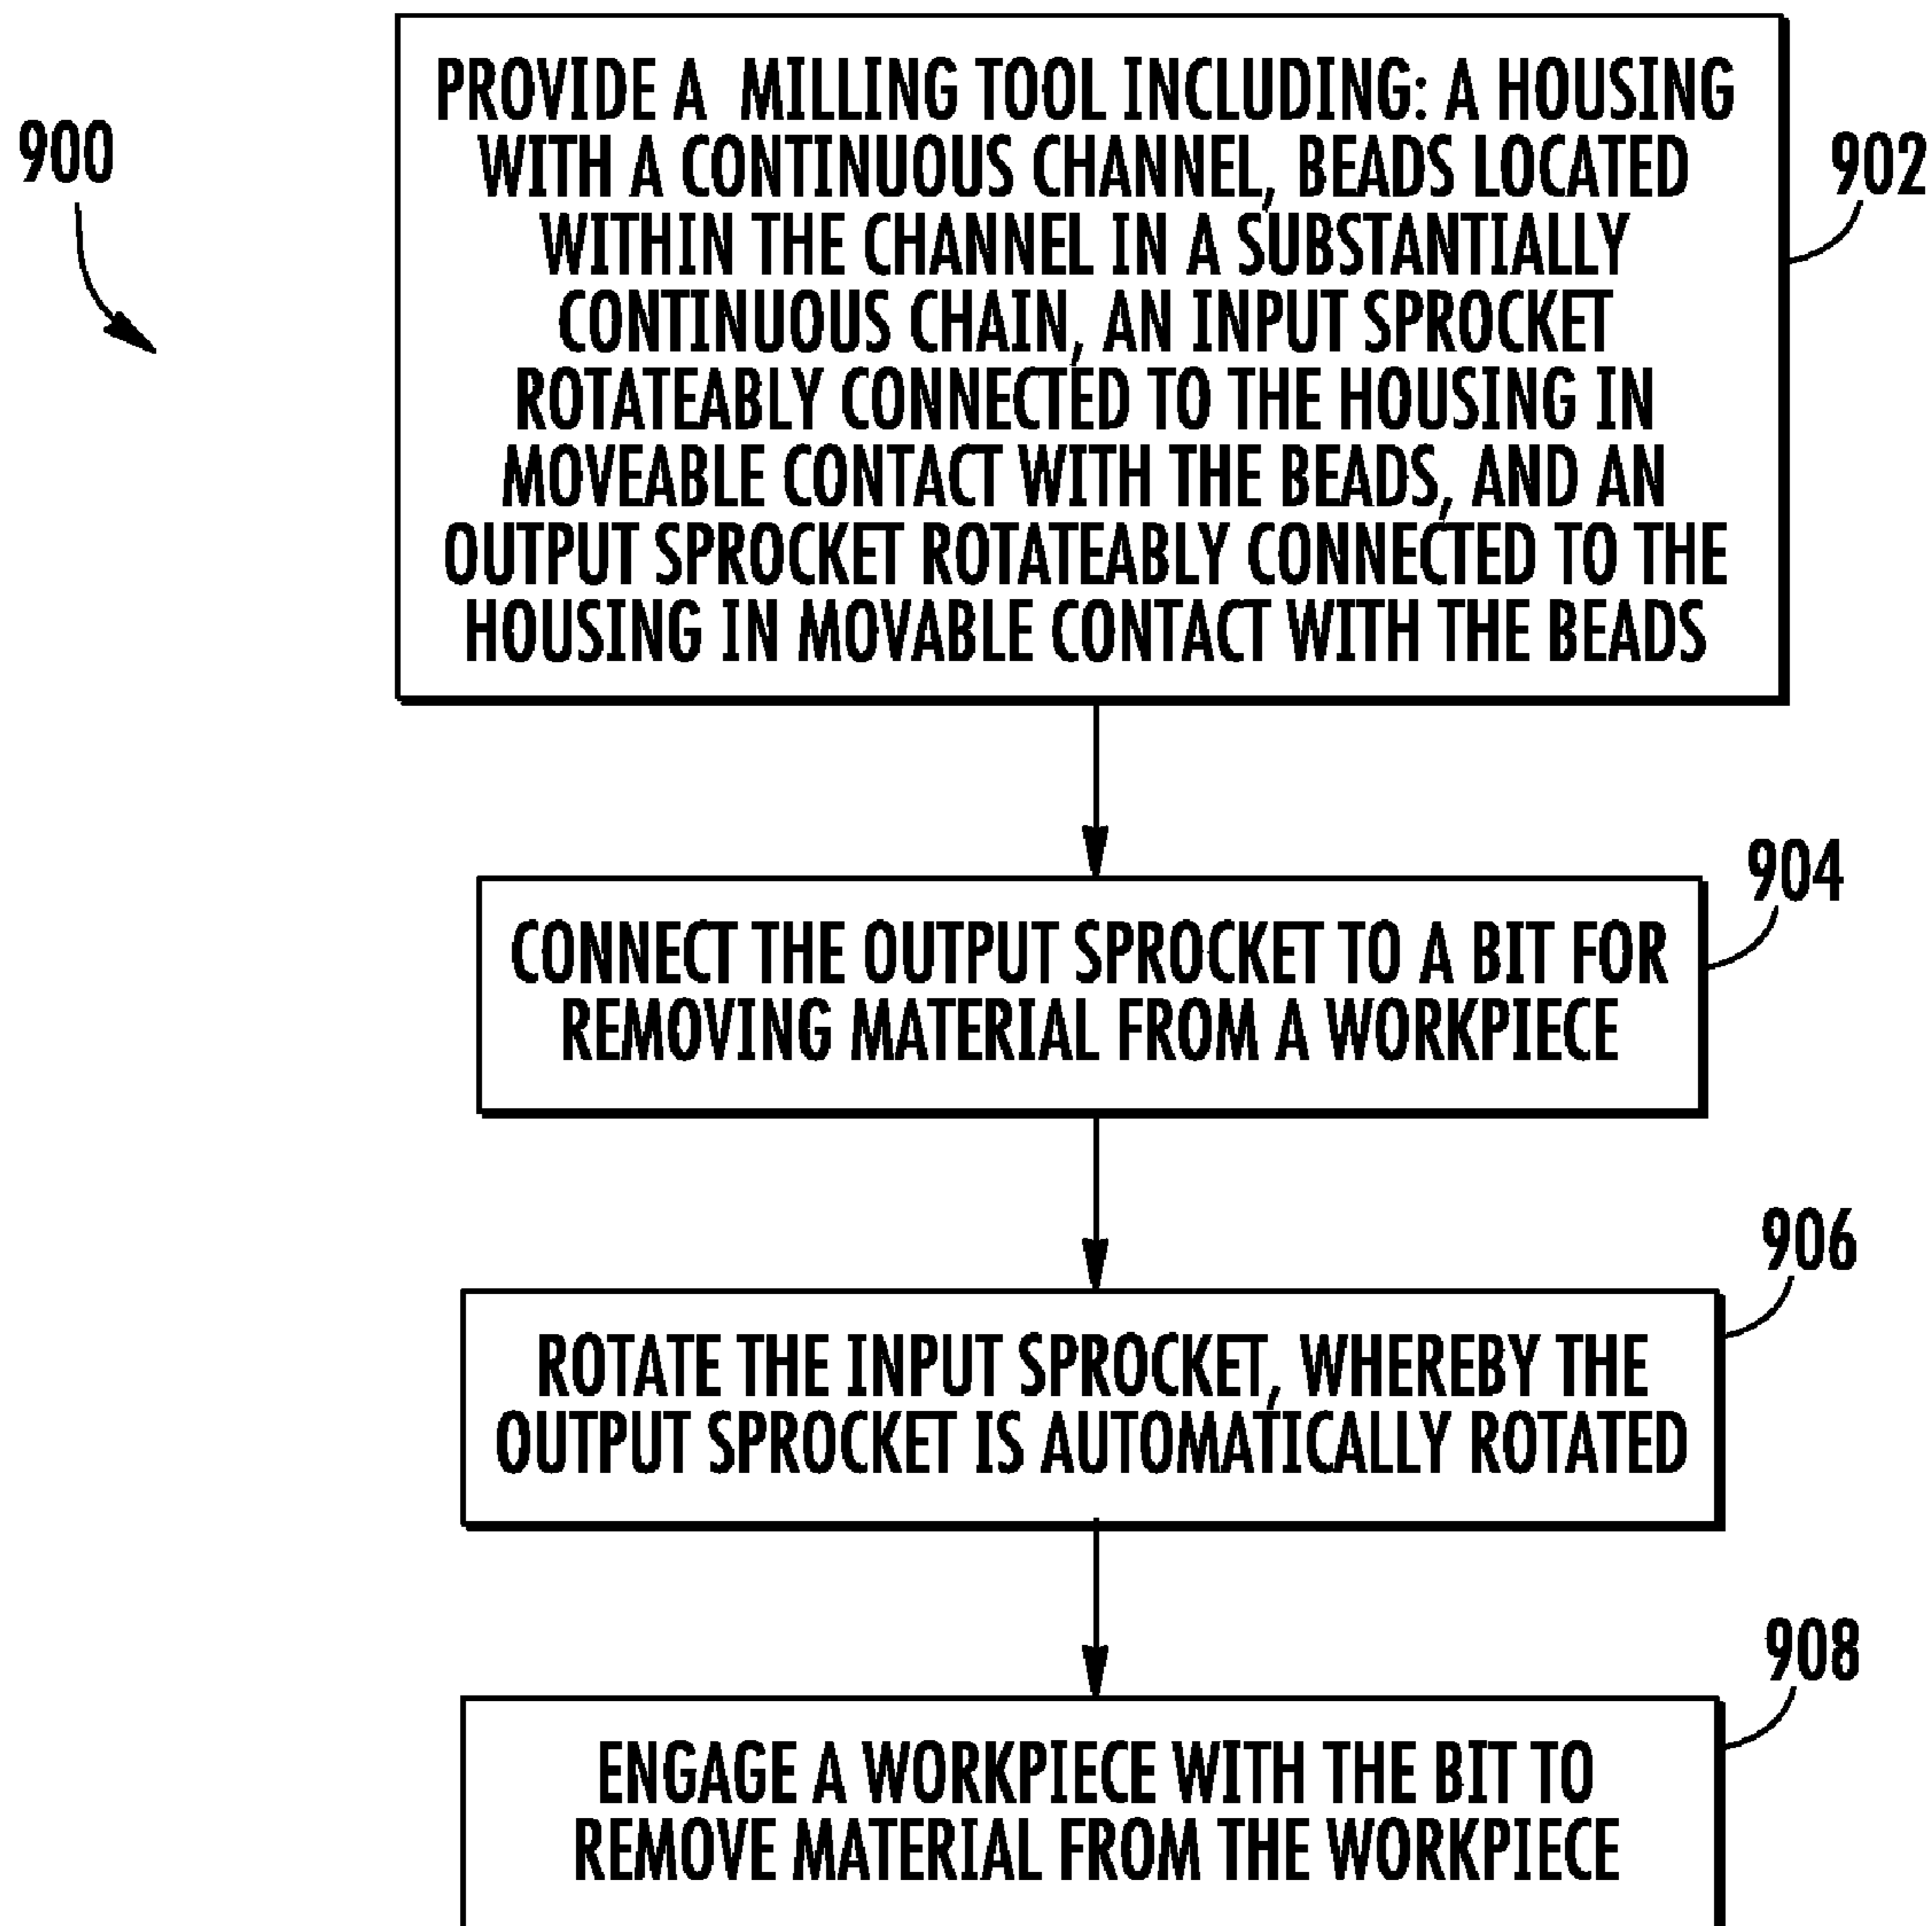 900
PROVIDE A MILLING TOOL INCLUDING: A HOUSING
WITH A CONTINUOUS CHANNEL, BEADS LOCATED
WITHIN THE CHANNEL IN A SUBSTANTIALLY
CONTINUOUS CHAIN, AN INPUT SPROCKET
ROTATEABLY CONNECTED TO THE HOUSING IN
MOVEABLE CONTACT WITH THE BEADS, AND AN
OUTPUT SPROCKET ROTATEABLY CONNECTED TO THE
HOUSING IN MOVABLE CONTACT WITH THE BEADS
902
904
CONNECT THE OUTPUT SPROCKET TO A BIT FOR
REMOVING MATERIAL FROM A WORKPIECE
906
ROTATE THE INPUT SPROCKET, WHEREBY THE
OUTPUT SPROCKET IS AUTOMATICALLY ROTATED
908
ENGAGE A WORKPIECE WITH THE BIT TO
REMOVE MATERIAL FROM THE WORKPIECE